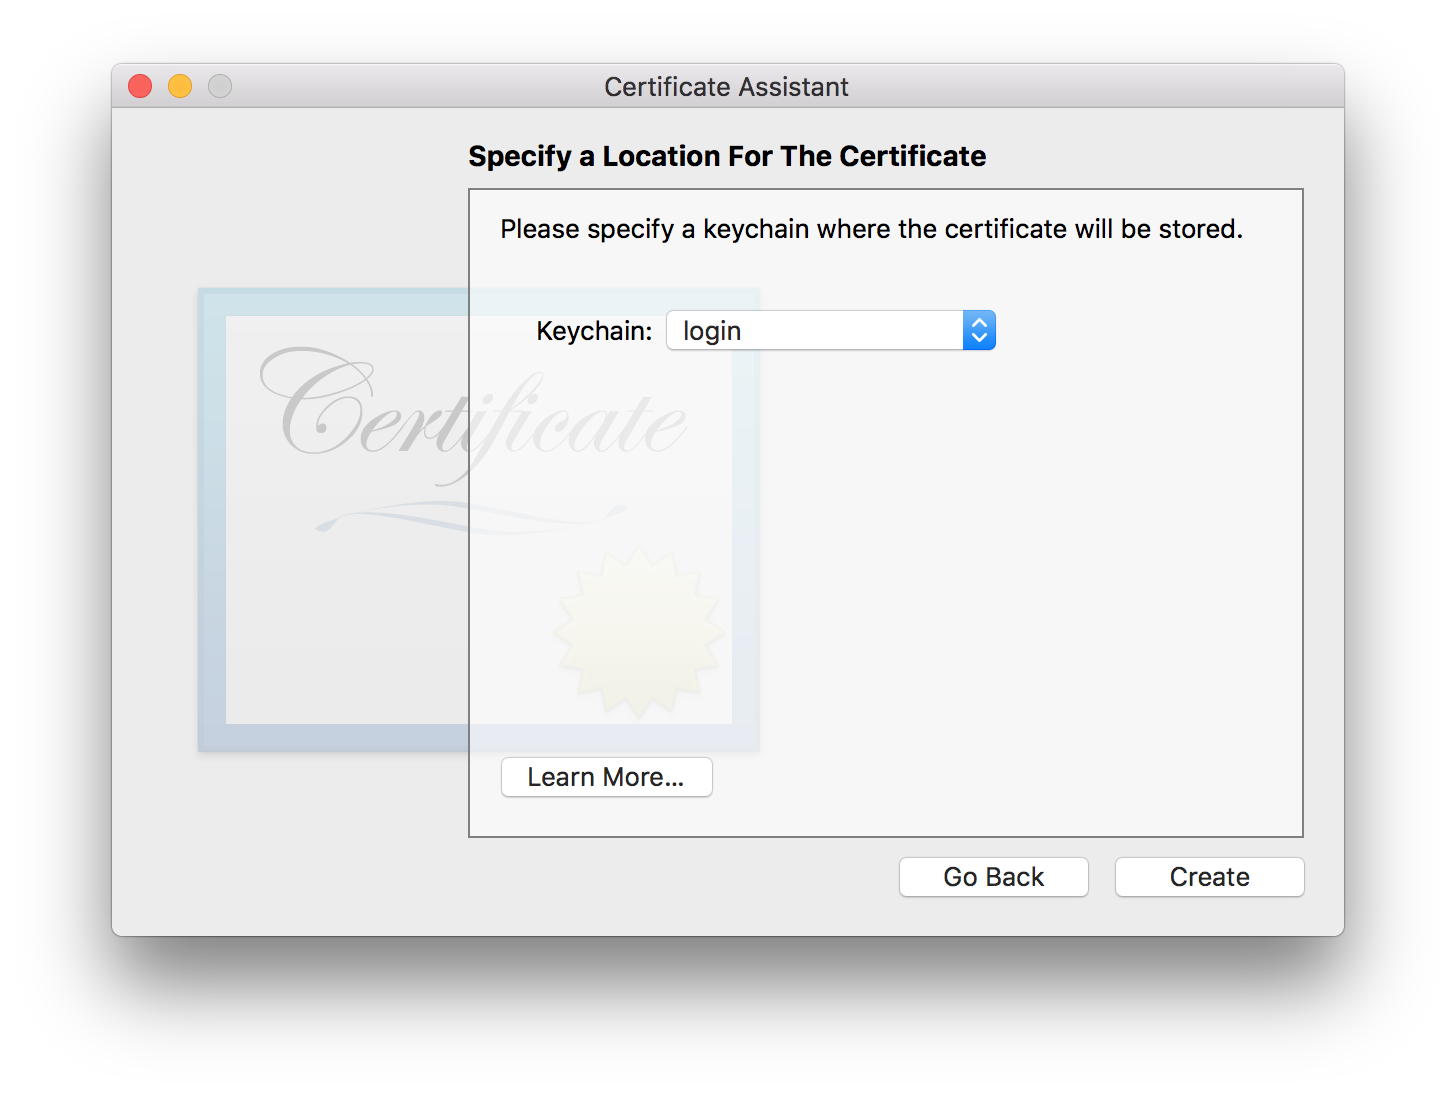 Certificate Assistant
Specify a Location For The Certificate
Please specify a keychain where the certificate will be stored.
Keychain: login
Certificate
Learn More...
Go Back Create